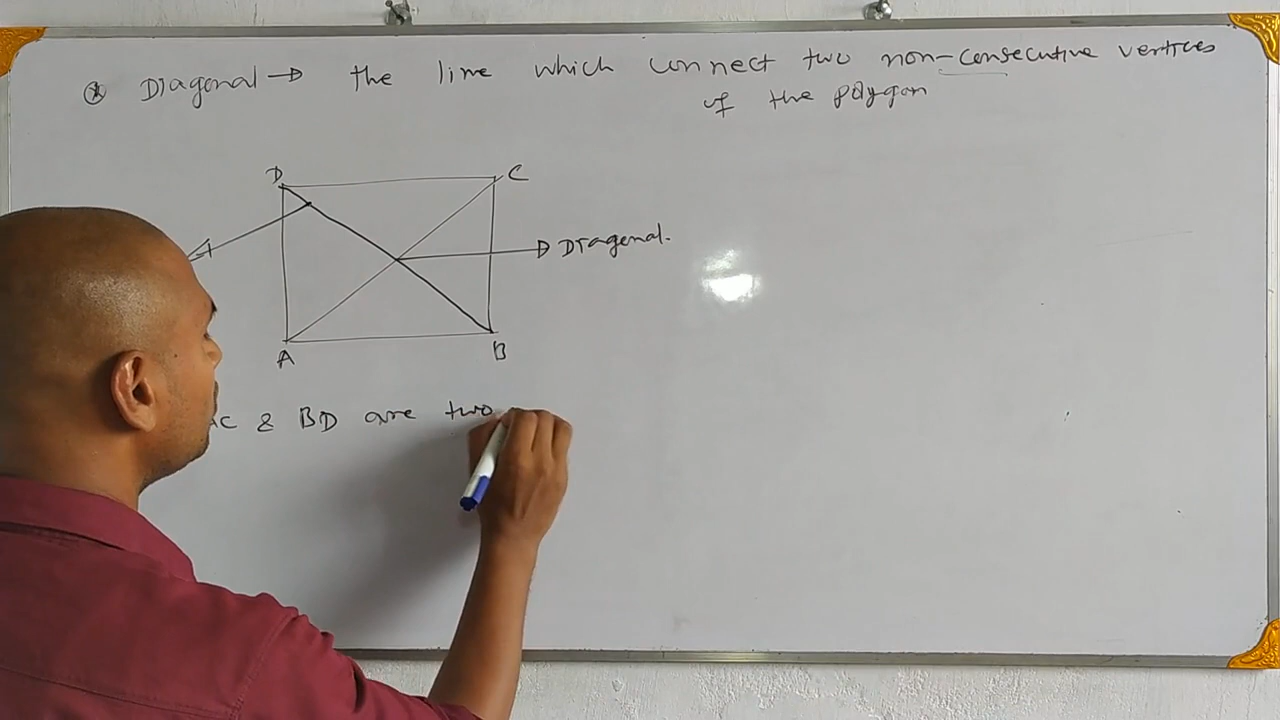 Diagonal → the line which connect two non-consecutive vertices
of the polygon
D C
Diagonal.
A B
AC & BD are two